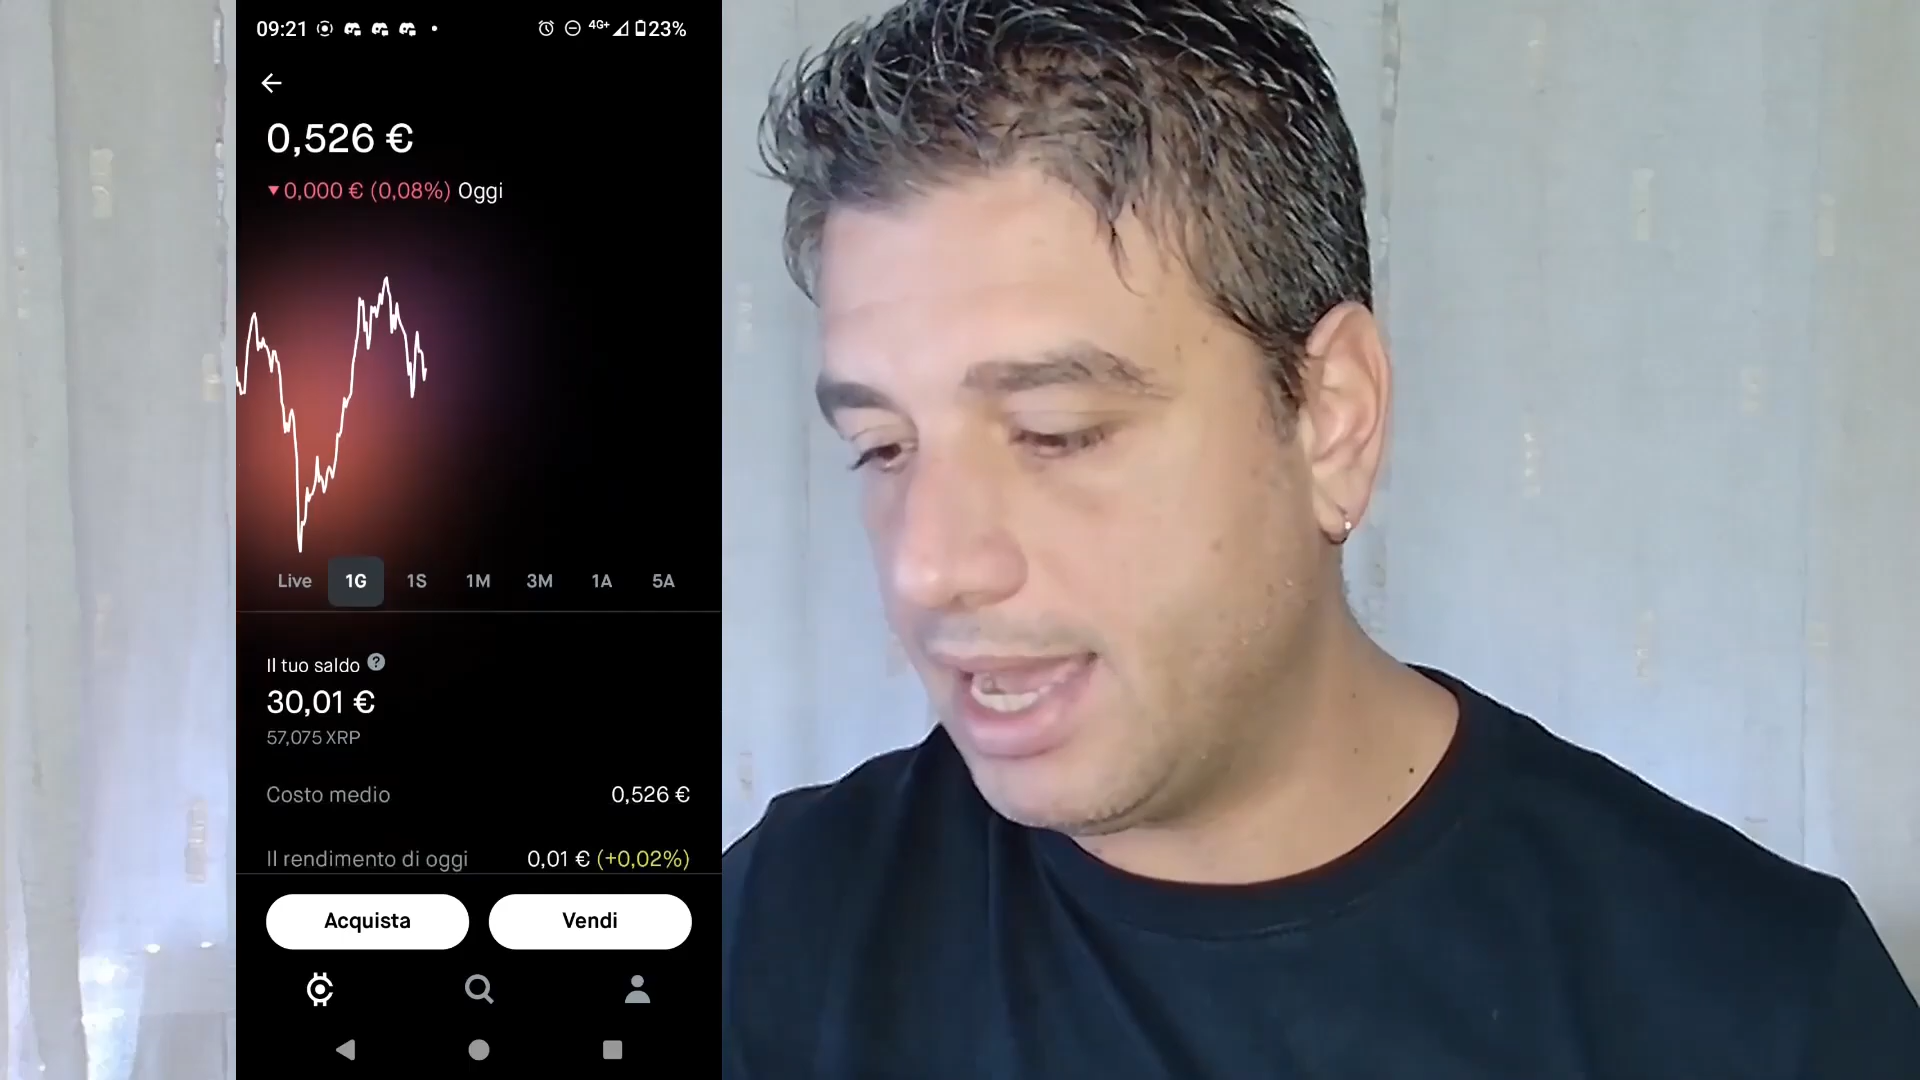 09:21 4G+ 23%
0,526 €
▼0,000 € (0,08%) Oggi
Live 1G 1S 1M 3M 1A 5A
Il tuo saldo ?
30,01 €
57,075 XRP
Costo medio 0,526 €
Il rendimento di oggi 0,01 € (+0,02%)
Acquista Vendi